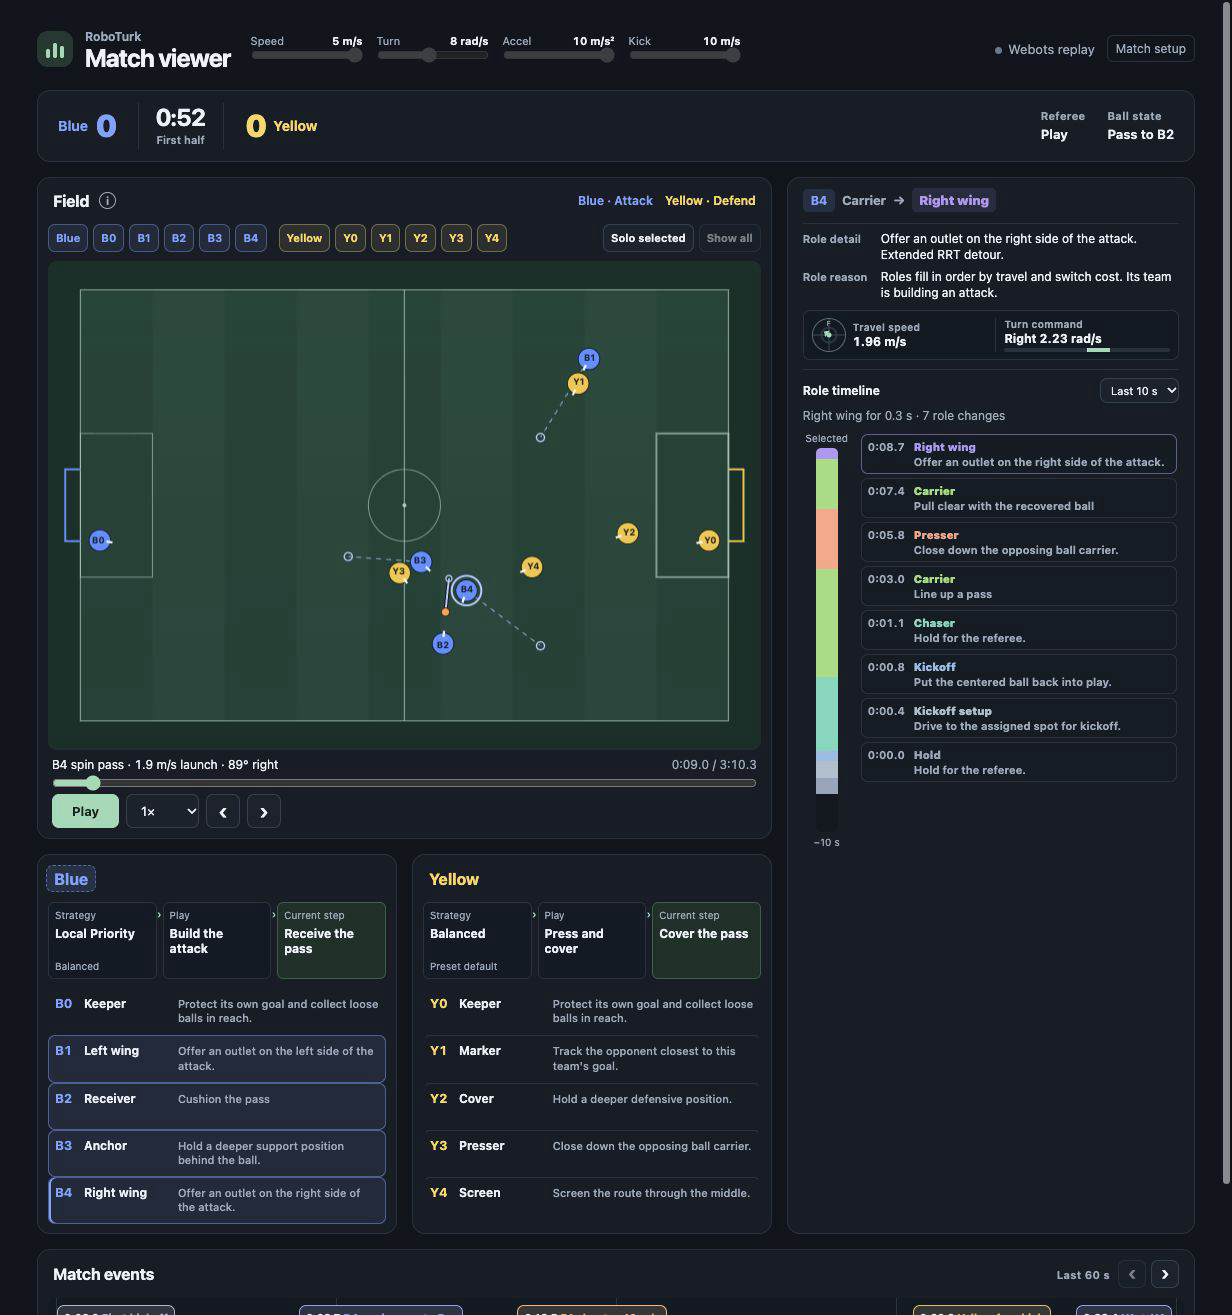 RoboTurk
Match viewer
Speed 5 m/s
Turn 8 rad/s
Accel 10 m/s²
Kick 10 m/s
Webots replay
Match setup
Blue 0
0:52
First half
0 Yellow
Referee
Play
Ball state
Pass to B2
Field i
Blue · Attack Yellow · Defend
Blue B0 B1 B2 B3 B4 Yellow Y0 Y1 Y2 Y3 Y4
Solo selected Show all
B1
Y1
Y2
B0
Y0
B3
Y4
Y3
B4
B2
B4 spin pass · 1.9 m/s launch · 89° right
0:09.0 / 3:10.3
Play 1× ‹ ›
B4 Carrier → Right wing
Role detail Offer an outlet on the right side of the attack.
Extended RRT detour.
Role reason Roles fill in order by travel and switch cost. Its team
is building an attack.
F
Travel speed
1.96 m/s
Turn command
Right 2.23 rad/s
Role timeline
Last 10 s
Right wing for 0.3 s · 7 role changes
Selected
0:08.7 Right wing
Offer an outlet on the right side of the attack.
0:07.4 Carrier
Pull clear with the recovered ball
0:05.8 Presser
Close down the opposing ball carrier.
0:03.0 Carrier
Line up a pass
0:01.1 Chaser
Hold for the referee.
0:00.8 Kickoff
Put the centered ball back into play.
0:00.4 Kickoff setup
Drive to the assigned spot for kickoff.
0:00.0 Hold
Hold for the referee.
−10 s
Blue
Strategy
Local Priority
Balanced
›
Play
Build the
attack
›
Current step
Receive the
pass
B0 Keeper Protect its own goal and collect loose
balls in reach.
B1 Left wing Offer an outlet on the left side of the
attack.
B2 Receiver Cushion the pass
B3 Anchor Hold a deeper support position
behind the ball.
B4 Right wing Offer an outlet on the right side of
the attack.
Yellow
Strategy
Balanced
Preset default
›
Play
Press and
cover
›
Current step
Cover the pass
Y0 Keeper Protect its own goal and collect loose
balls in reach.
Y1 Marker Track the opponent closest to this
team's goal.
Y2 Cover Hold a deeper defensive position.
Y3 Presser Close down the opposing ball carrier.
Y4 Screen Screen the route through the middle.
Match events
Last 60 s ‹ ›